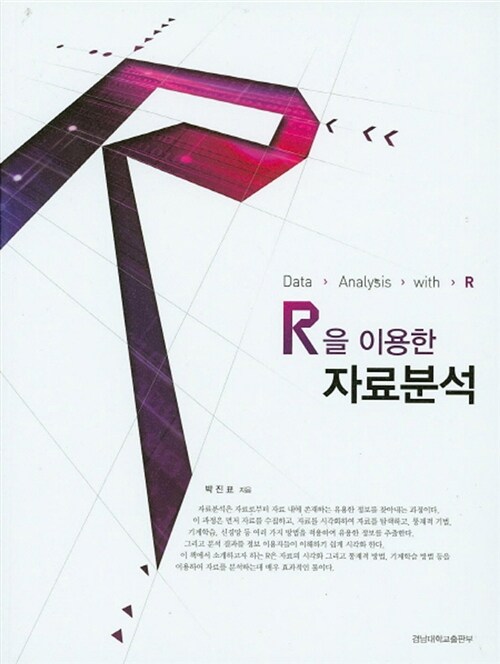 Data > Analysis > with > R
R을 이용한
자료분석
박진표 지음
자료분석은 자료로부터 자료 내에 존재하는 유용한 정보를 찾아내는 과정이다.
이 과정은 먼저 자료를 수집하고, 자료를 시각화하여 자료를 탐색하고, 통계적 기법,
기계학습, 신경망 등 여러 가지 방법을 적용하여 유용한 정보를 추출한다.
그리고 분석 결과를 정보 이용자들이 이해하기 쉽게 시각화 한다.
이 책에서 소개하고자 하는 R은 자료의 시각화 그리고 통계적 방법, 기계학습 방법 등을
이용하여 자료를 분석하는데 매우 효과적인 툴이다.
경남대학교출판부